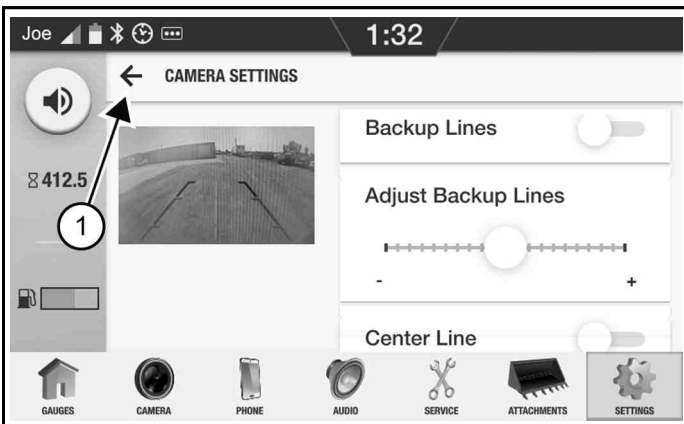 Joe 1:32
CAMERA SETTINGS
Backup Lines
412.5
Adjust Backup Lines
1
- +
Center Line
GAUGES CAMERA PHONE AUDIO SERVICE ATTACHMENTS SETTINGS